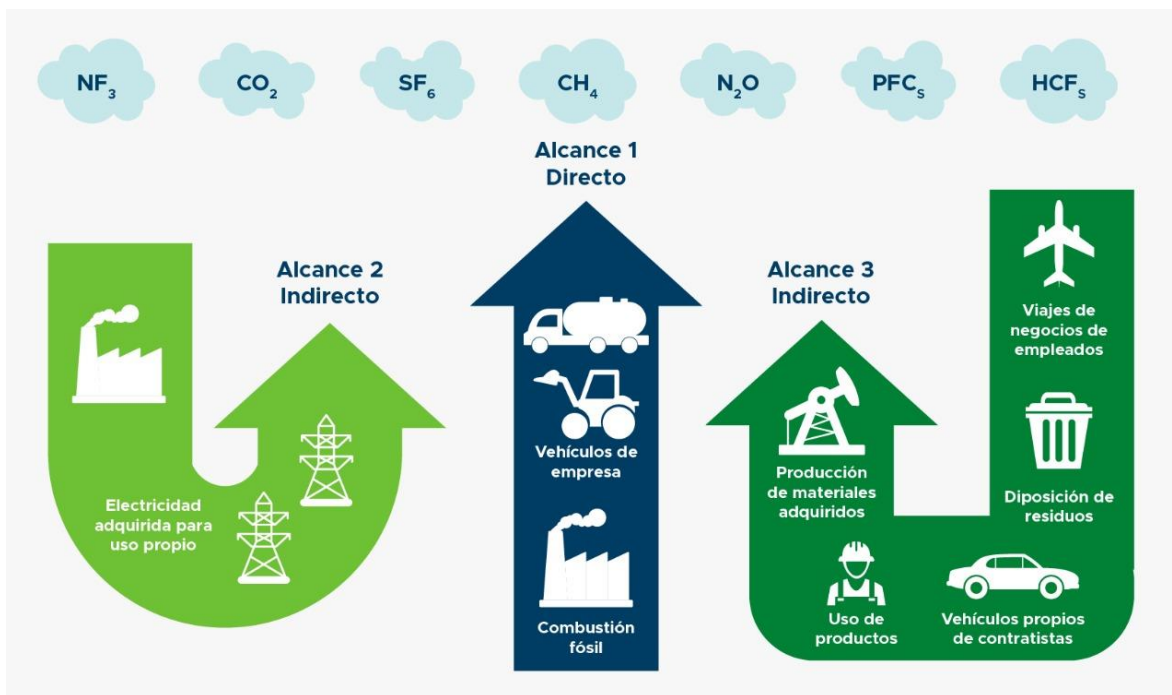 NF₃
CO₂
SF₆
CH₄
N₂O
PFCₛ
HCFₛ
Alcance 1
Directo
Alcance 2
Indirecto
Alcance 3
Indirecto
Electricidad
adquirida para
uso propio
Vehículos de
empresa
Combustión
fósil
Viajes de
negocios de
empleados
Producción
de materiales
adquiridos
Diposición de
residuos
Uso de
productos
Vehículos propios
de contratistas